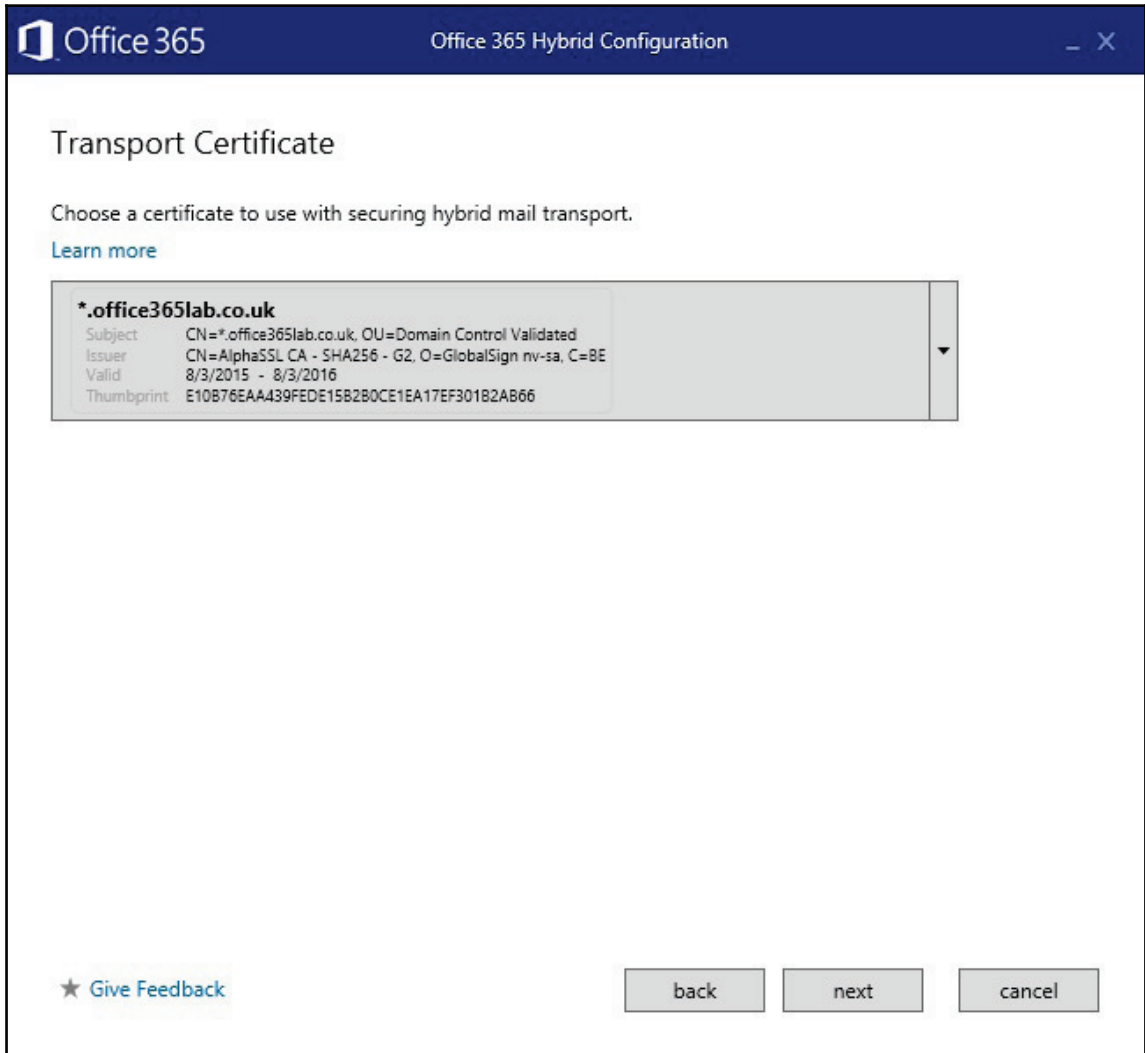 Office 365
Office 365 Hybrid Configuration
Transport Certificate
Choose a certificate to use with securing hybrid mail transport.
Learn more
*.office365lab.co.uk
Subject CN=*.office365lab.co.uk, OU=Domain Control Validated
Issuer CN=AlphaSSL CA - SHA256 - G2, O=GlobalSign nv-sa, C=BE
Valid 8/3/2015 - 8/3/2016
Thumbprint E10B76EAA439FEDE15B2B0CE1EA17EF301B2AB66
Give Feedback
back next cancel